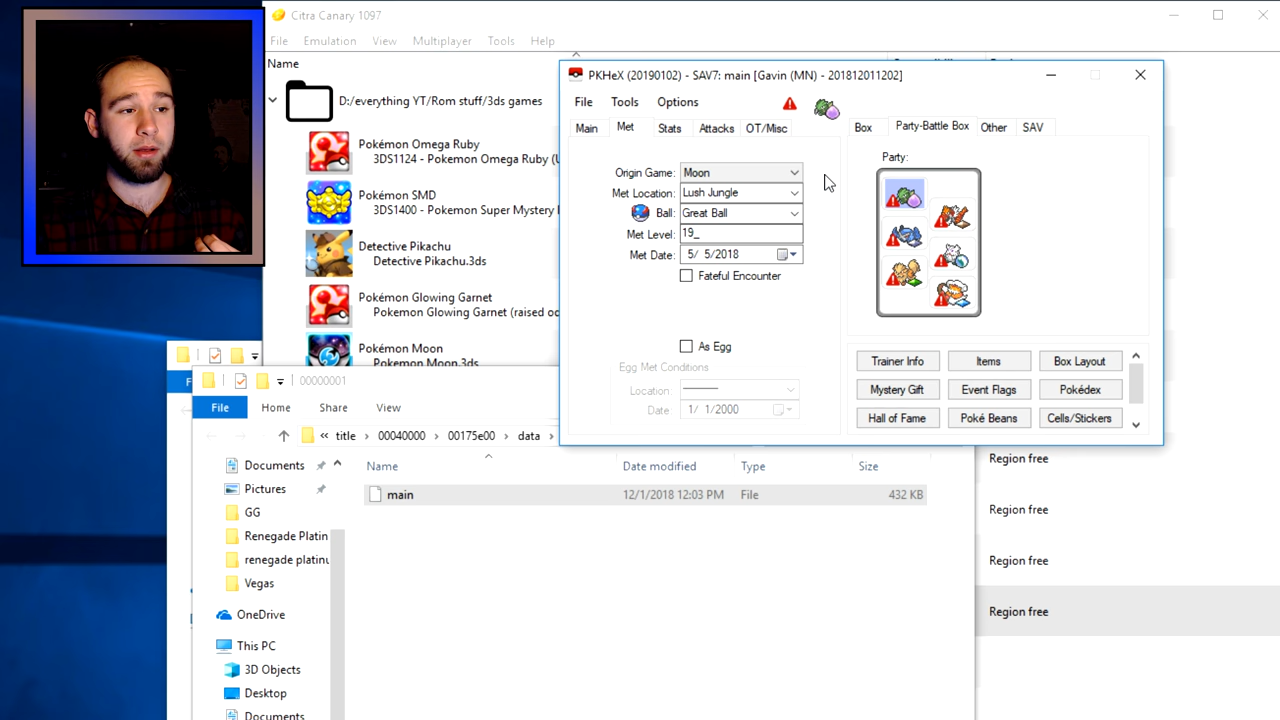 Citra Canary 1097
File Emulation View Multiplayer Tools Help
Name
D:/everything YT/Rom stuff/3ds games
Pokémon Omega Ruby
3DS1124 - Pokemon Omega Ruby (U
Pokémon SMD
3DS1400 - Pokemon Super Mystery
Detective Pikachu
Detective Pikachu.3ds
Pokémon Glowing Garnet
Pokémon Glowing Garnet (raised od
Pokémon Moon
Pokemon Moon.3ds
PKHeX (20190102) - SAV7: main [Gavin (MN) - 201812011202]
File Tools Options
Main Met Stats Attacks OT/Misc
Origin Game: Moon
Met Location: Lush Jungle
Ball: Great Ball
Met Level: 19_
Met Date: 5/ 5/2018
Fateful Encounter
As Egg
Egg Met Conditions
Location:
Date: 1/ 1/2000
Box Party-Battle Box Other SAV
Party:
Trainer Info Items Box Layout
Mystery Gift Event Flags Pokédex
Hall of Fame Poké Beans Cells/Stickers
F
00000001
File Home Share View
« title 00040000 00175e00 data
Documents
Pictures
GG
Renegade Platin
renegade platinu
Vegas
OneDrive
This PC
3D Objects
Desktop
Documents
Name Date modified Type Size
main 12/1/2018 12:03 PM File 432 KB
Region free
Region free
Region free
Region free